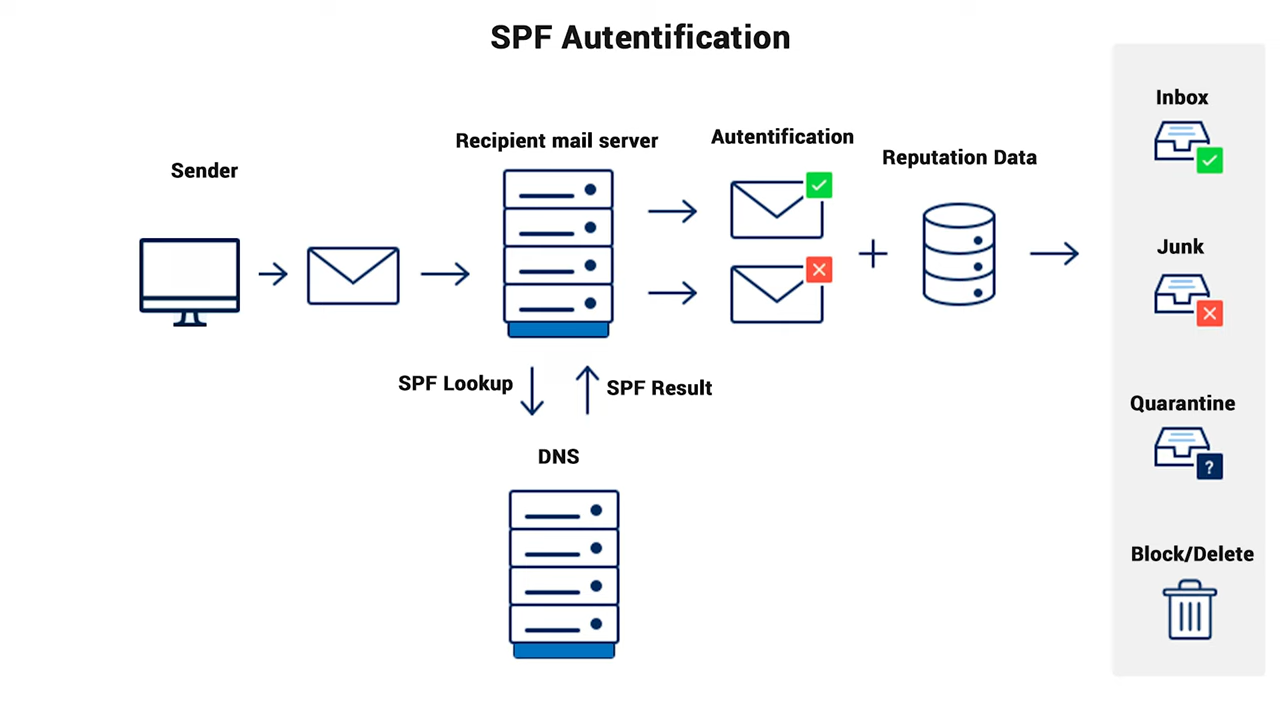 SPF Autentification
Sender
Recipient mail server
Autentification
Reputation Data
SPF Lookup
SPF Result
DNS
Inbox
Junk
Quarantine
?
Block/Delete